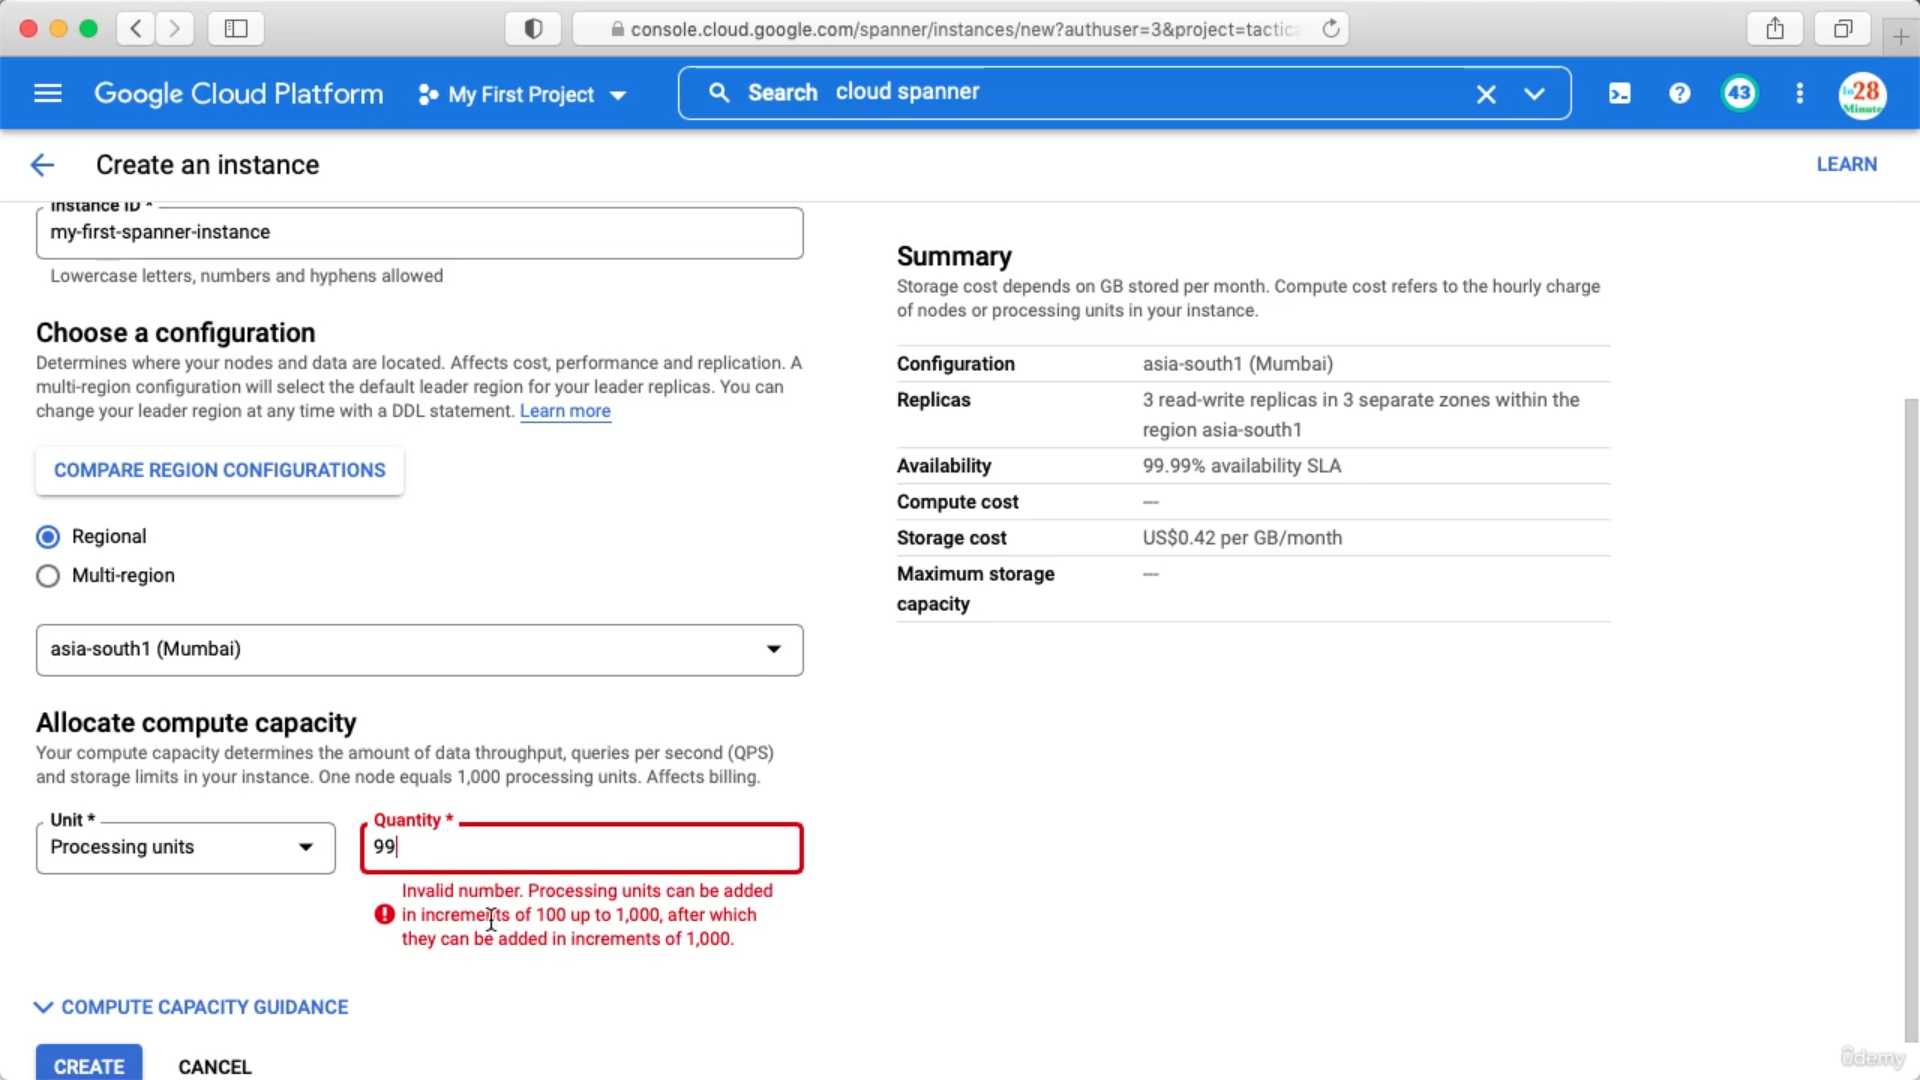 console.cloud.google.com/spanner/instances/new?authuser=3&project=tactic
Google Cloud Platform
My First Project
Search cloud spanner
43
in28
Minutes
Create an instance
LEARN
Instance ID *
my-first-spanner-instance
Lowercase letters, numbers and hyphens allowed
Choose a configuration
Determines where your nodes and data are located. Affects cost, performance and replication. A
multi-region configuration will select the default leader region for your leader replicas. You can
change your leader region at any time with a DDL statement. Learn more
COMPARE REGION CONFIGURATIONS
Regional
Multi-region
asia-south1 (Mumbai)
Allocate compute capacity
Your compute capacity determines the amount of data throughput, queries per second (QPS)
and storage limits in your instance. One node equals 1,000 processing units. Affects billing.
Unit *
Processing units
Quantity *
99
Invalid number. Processing units can be added
in increments of 100 up to 1,000, after which
they can be added in increments of 1,000.
COMPUTE CAPACITY GUIDANCE
CREATE
CANCEL
Summary
Storage cost depends on GB stored per month. Compute cost refers to the hourly charge
of nodes or processing units in your instance.
Configuration asia-south1 (Mumbai)
Replicas 3 read-write replicas in 3 separate zones within the
region asia-south1
Availability 99.99% availability SLA
Compute cost —
Storage cost US$0.42 per GB/month
Maximum storage —
capacity
ûdemy